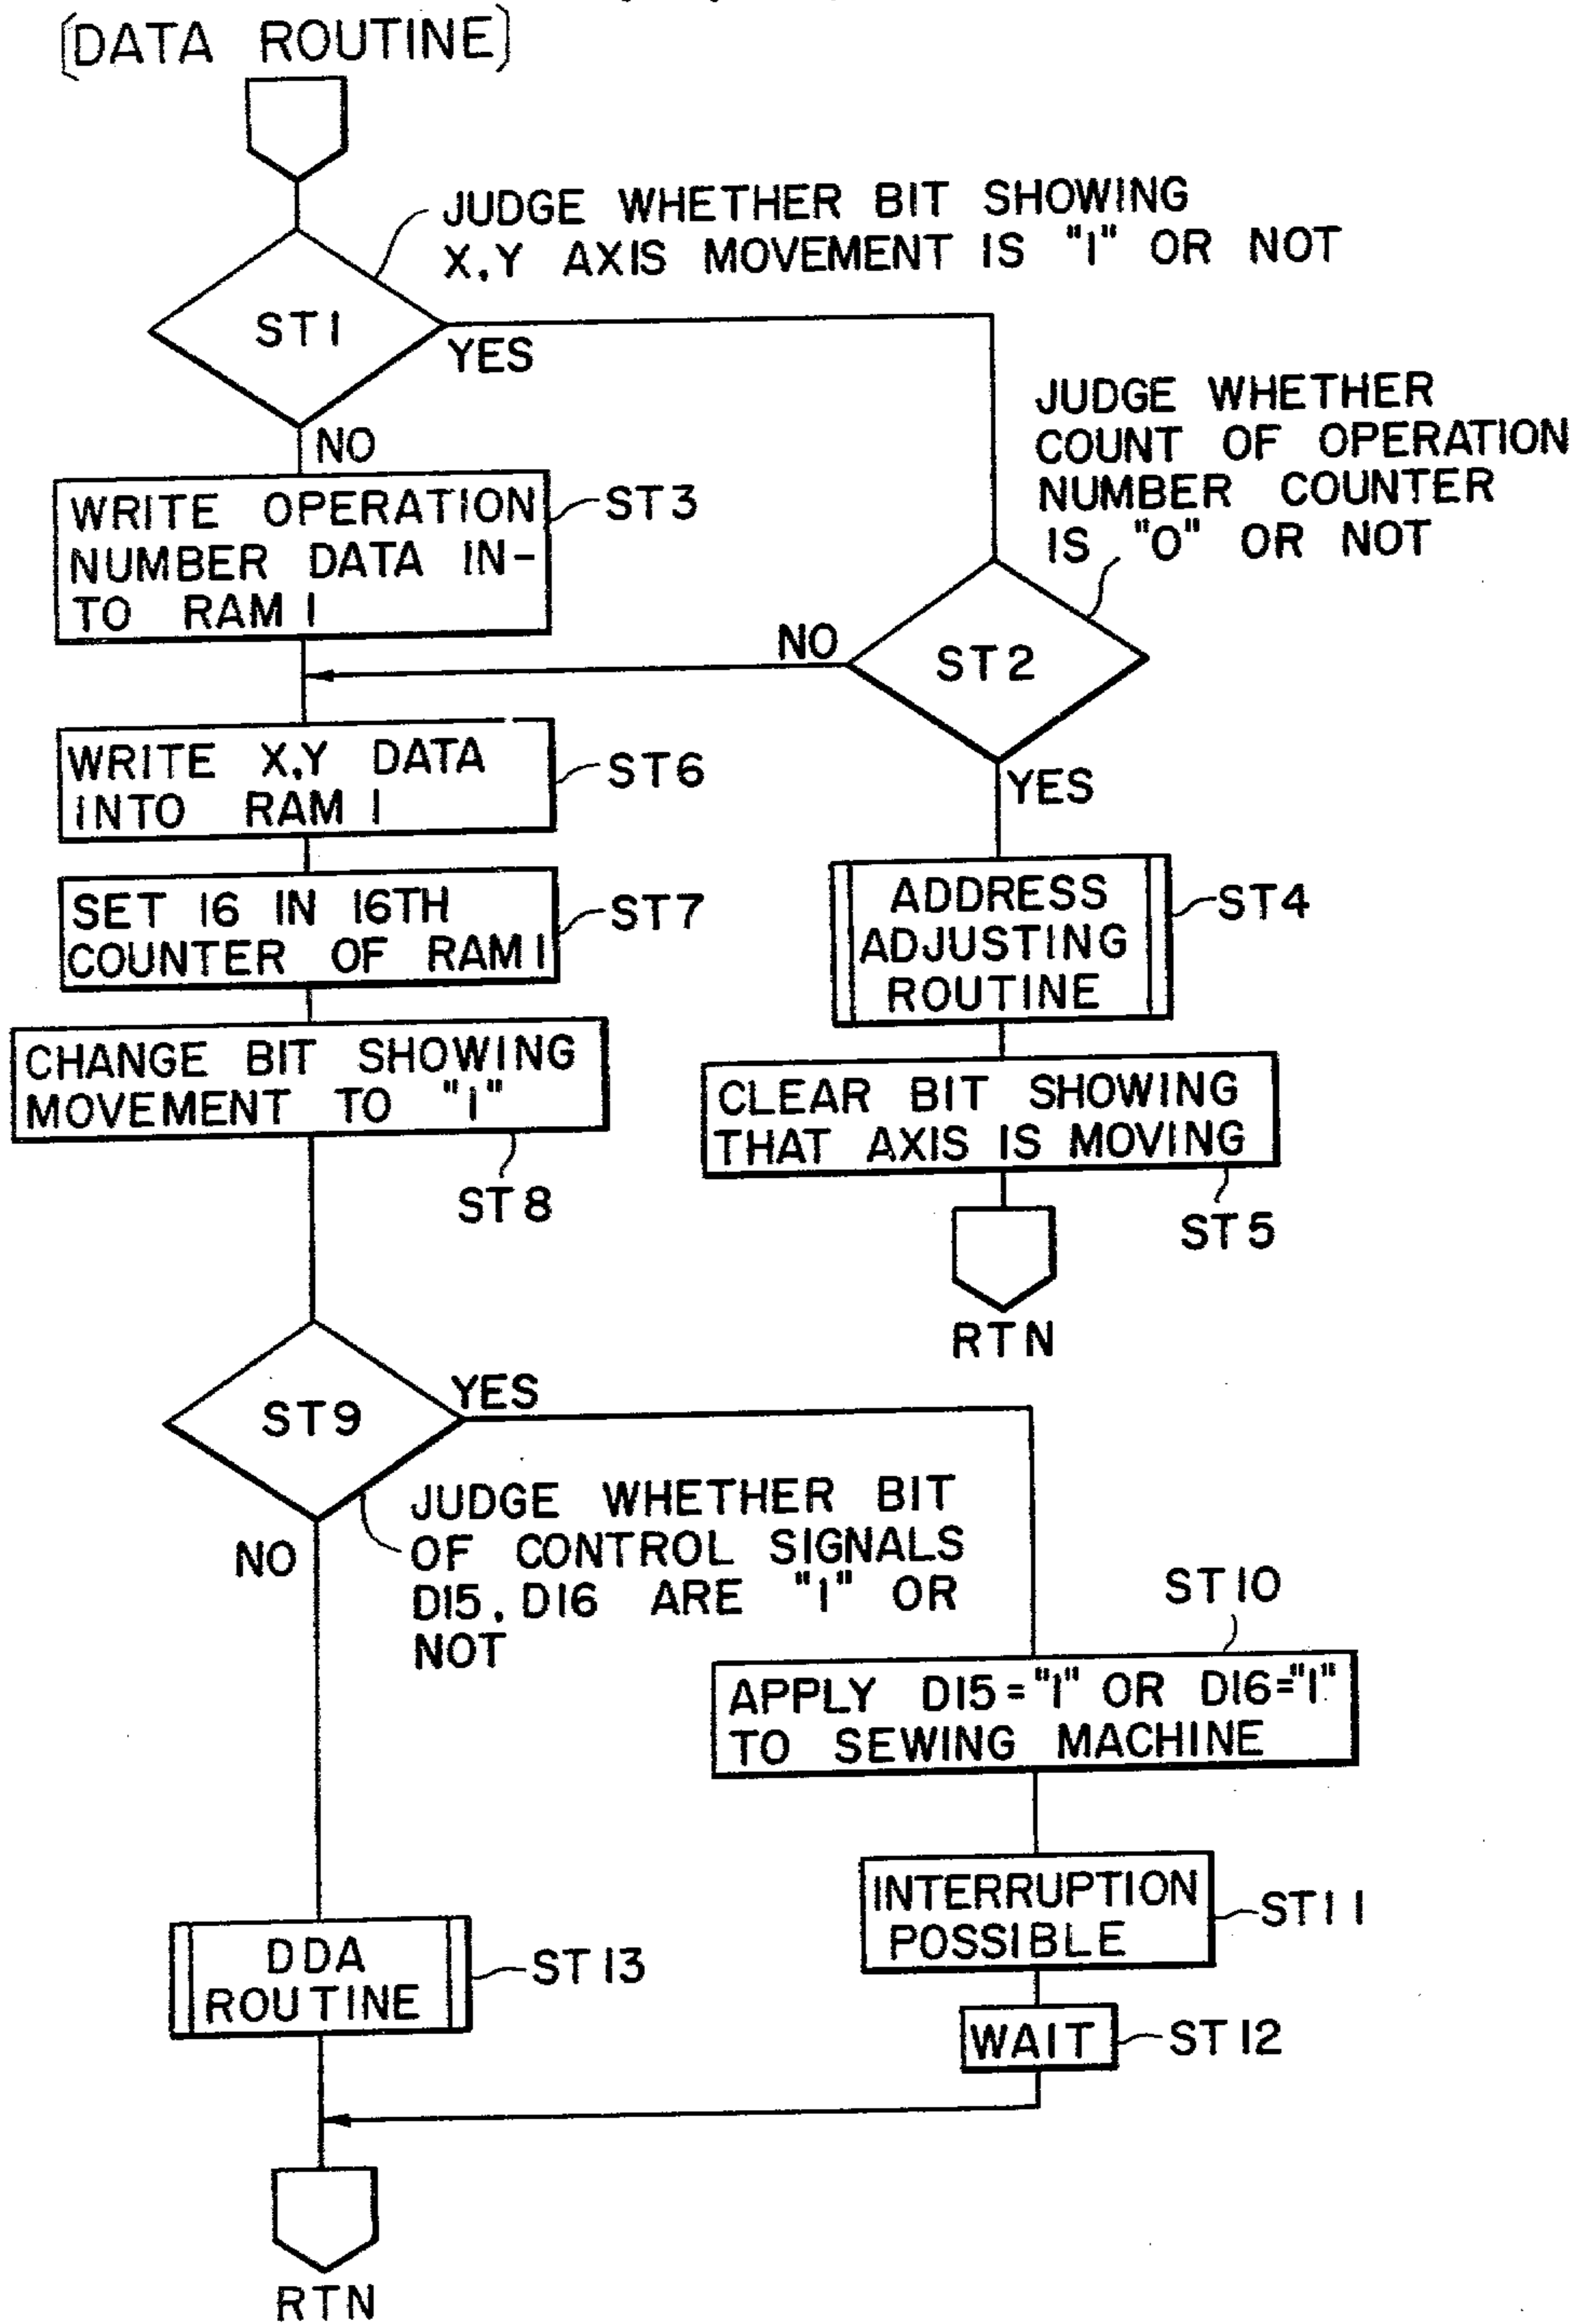 [DATA ROUTINE]
JUDGE WHETHER BIT SHOWING
X,Y AXIS MOVEMENT IS "1" OR NOT
ST1
YES
NO
JUDGE WHETHER
COUNT OF OPERATION
NUMBER COUNTER
IS "0" OR NOT
WRITE OPERATION
NUMBER DATA IN-
TO RAM 1
ST3
NO
ST2
YES
WRITE X,Y DATA
INTO RAM 1
ST6
SET 16 IN 16TH
COUNTER OF RAM 1
ST7
ADDRESS
ADJUSTING
ROUTINE
ST4
CHANGE BIT SHOWING
MOVEMENT TO "1"
ST8
CLEAR BIT SHOWING
THAT AXIS IS MOVING
ST5
RTN
ST9
YES
NO
JUDGE WHETHER BIT
OF CONTROL SIGNALS
D15, D16 ARE "1" OR
NOT
ST10
APPLY D15="1" OR D16="1"
TO SEWING MACHINE
INTERRUPTION
POSSIBLE
ST11
DDA
ROUTINE
ST13
WAIT
ST12
RTN